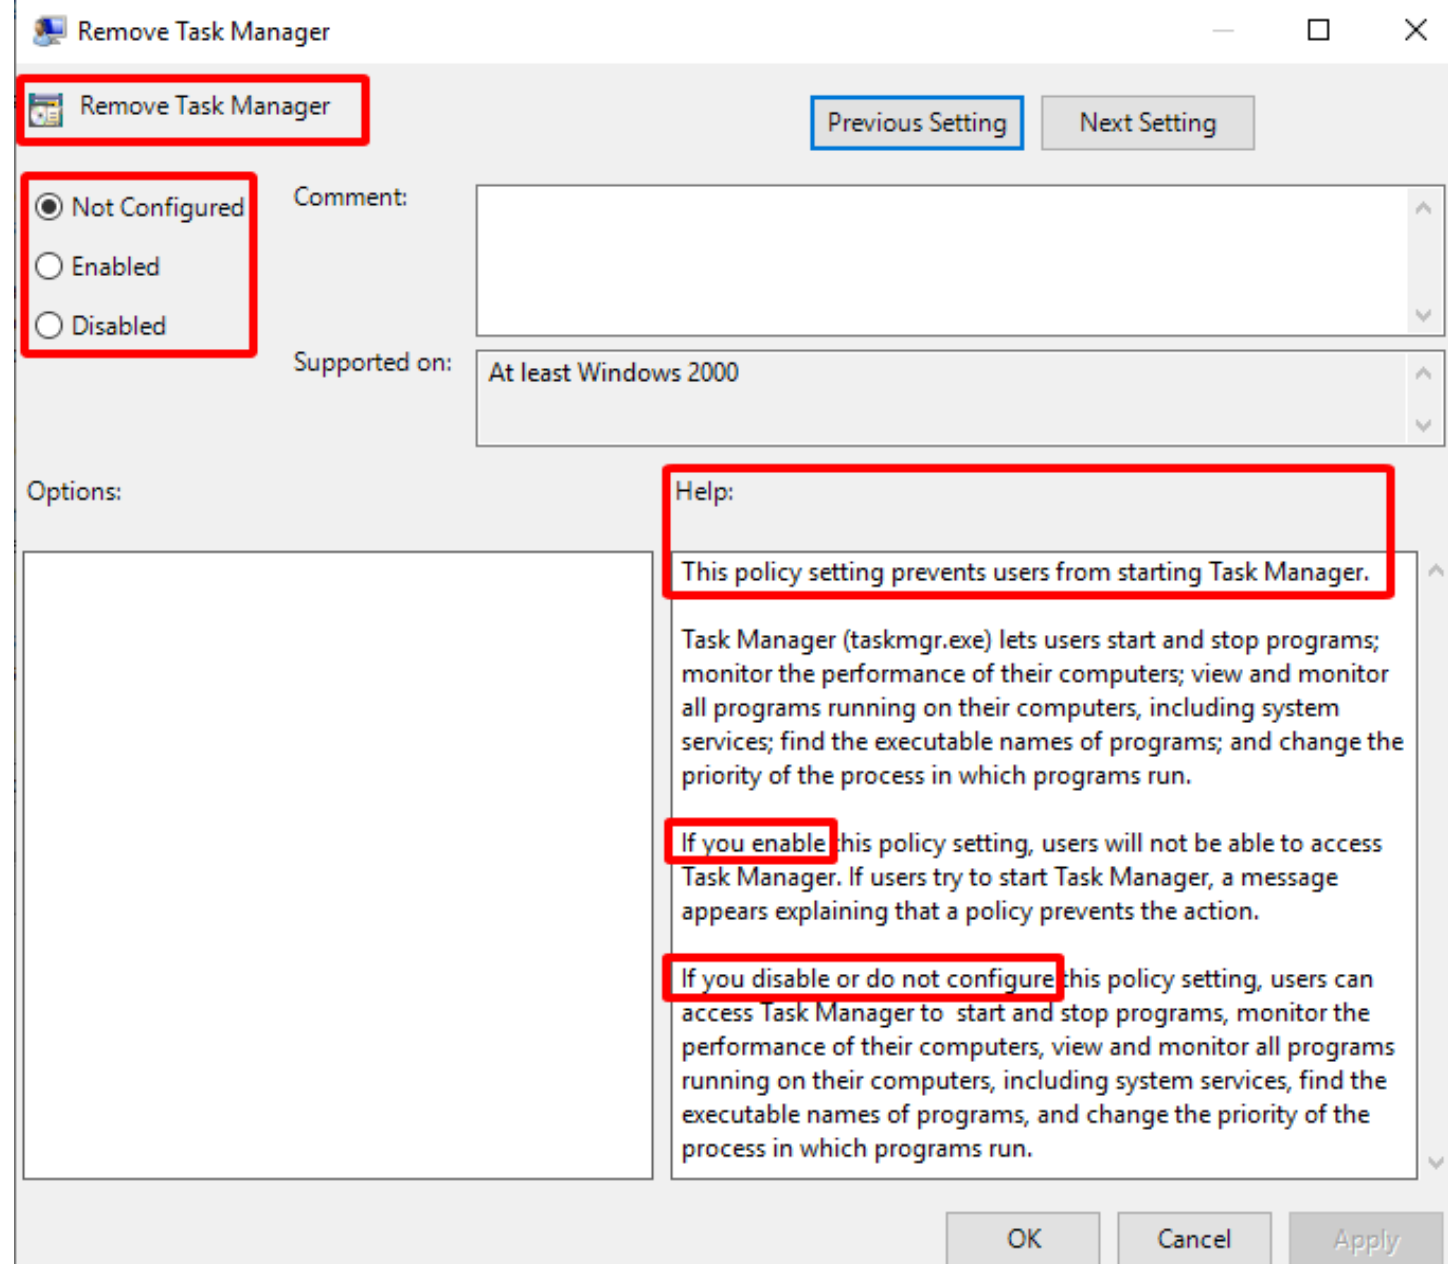 Remove Task Manager
Remove Task Manager
Previous Setting
Next Setting
Not Configured
Enabled
Disabled
Comment:
Supported on:
At least Windows 2000
Options:
Help:
This policy setting prevents users from starting Task Manager.
Task Manager (taskmgr.exe) lets users start and stop programs;
monitor the performance of their computers; view and monitor
all programs running on their computers, including system
services; find the executable names of programs; and change the
priority of the process in which programs run.
If you enable this policy setting, users will not be able to access
Task Manager. If users try to start Task Manager, a message
appears explaining that a policy prevents the action.
If you disable or do not configure this policy setting, users can
access Task Manager to  start and stop programs, monitor the
performance of their computers, view and monitor all programs
running on their computers, including system services, find the
executable names of programs, and change the priority of the
process in which programs run.
OK
Cancel
Apply